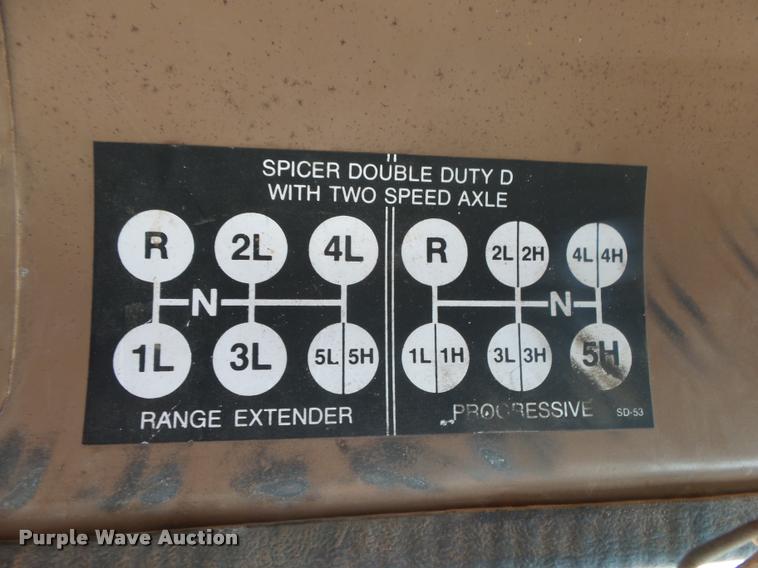 SPICER DOUBLE DUTY D
WITH TWO SPEED AXLE
R 2L 4L
N
1L 3L 5L 5H
RANGE EXTENDER
R 2L 2H 4L 4H
N
1L 1H 3L 3H 5H
PROGRESSIVE
SD-53
Purple Wave Auction